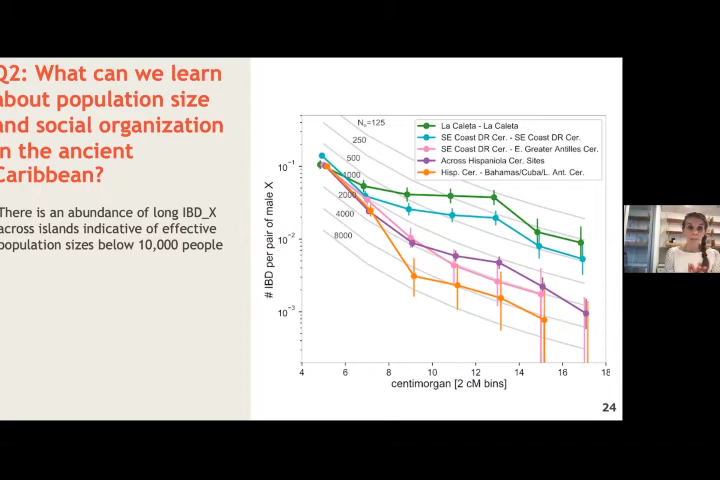 Q2: What can we learn
about population size
and social organization
in the ancient
Caribbean?
There is an abundance of long IBD_X
across islands indicative of effective
population sizes below 10,000 people
# IBD per pair of male X
10⁻¹
10⁻²
10⁻³
Nₑ=125
250
500
1000
2000
4000
8000
La Caleta - La Caleta
SE Coast DR Cer. - SE Coast DR Cer.
SE Coast DR Cer. - E. Greater Antilles Cer.
Across Hispaniola Cer. Sites
Hisp. Cer. - Bahamas/Cuba/L. Ant. Cer.
4 6 8 10 12 14 16 18
centimorgan [2 cM bins]
24